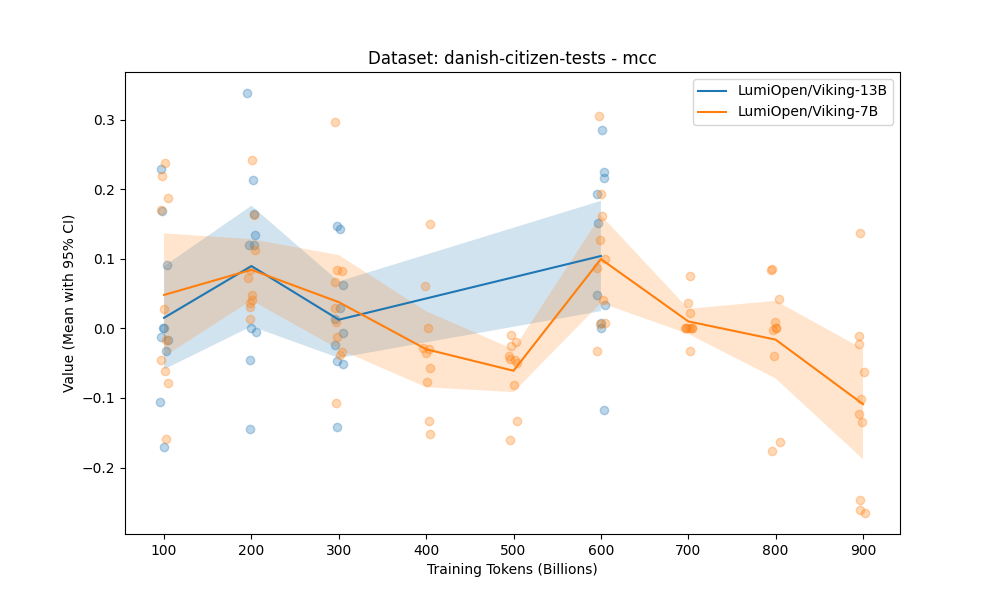 Dataset: danish-citizen-tests - mcc
LumiOpen/Viking-13B
LumiOpen/Viking-7B
Value (Mean with 95% CI)
0.3
0.2
0.1
0.0
−0.1
−0.2
100 200 300 400 500 600 700 800 900
Training Tokens (Billions)